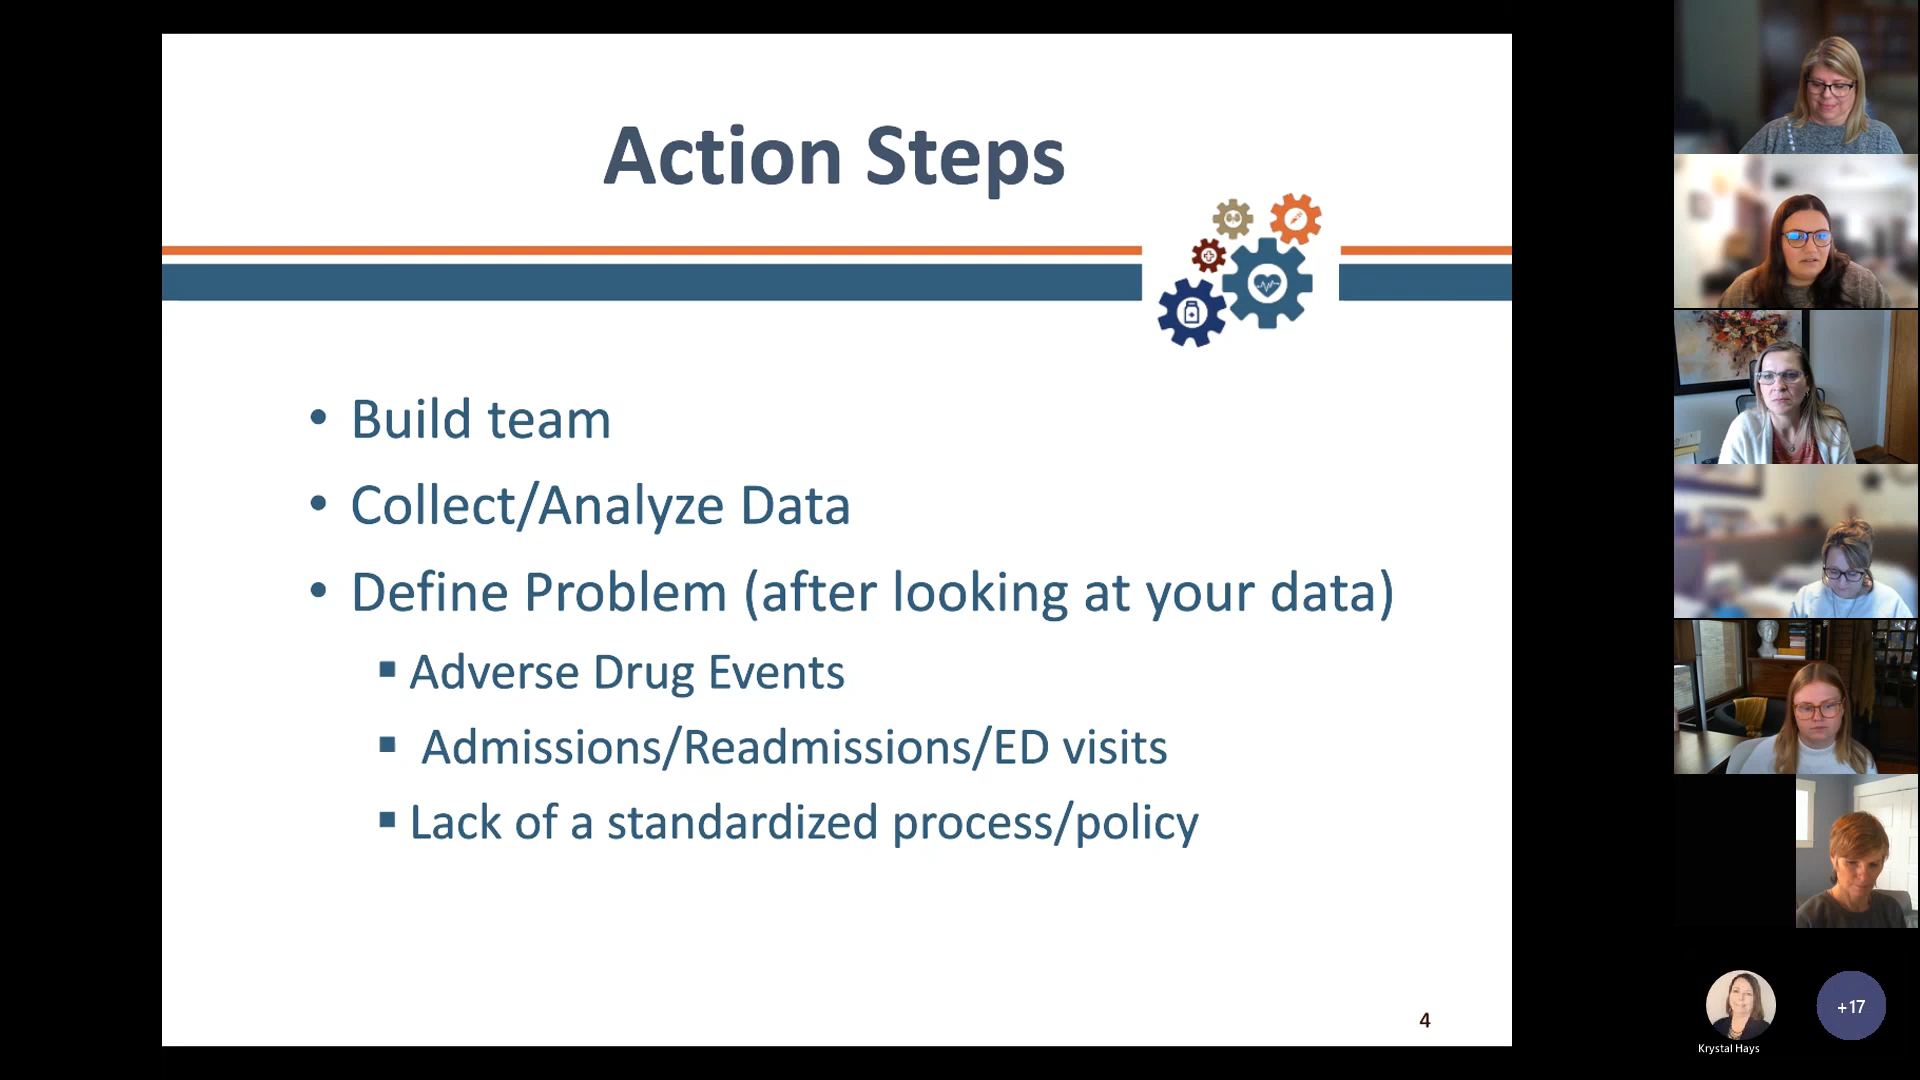 Action Steps
• Build team
• Collect/Analyze Data
• Define Problem (after looking at your data)
▪ Adverse Drug Events
▪ Admissions/Readmissions/ED visits
▪ Lack of a standardized process/policy
4
+17
Krystal Hays